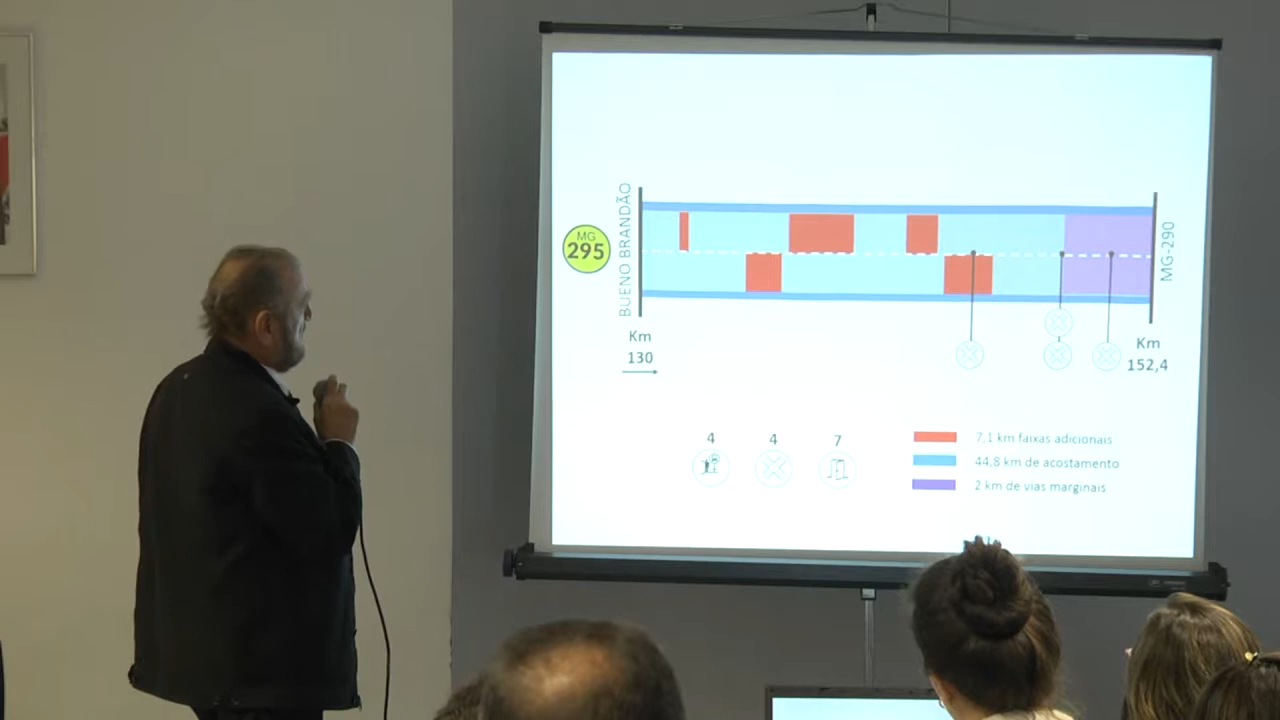 MG
295
BUENO BRANDÃO
MG-290
Km
130
Km
152,4
4
4
7
7,1 km faixas adicionais
44,8 km de acostamento
2 km de vias marginais